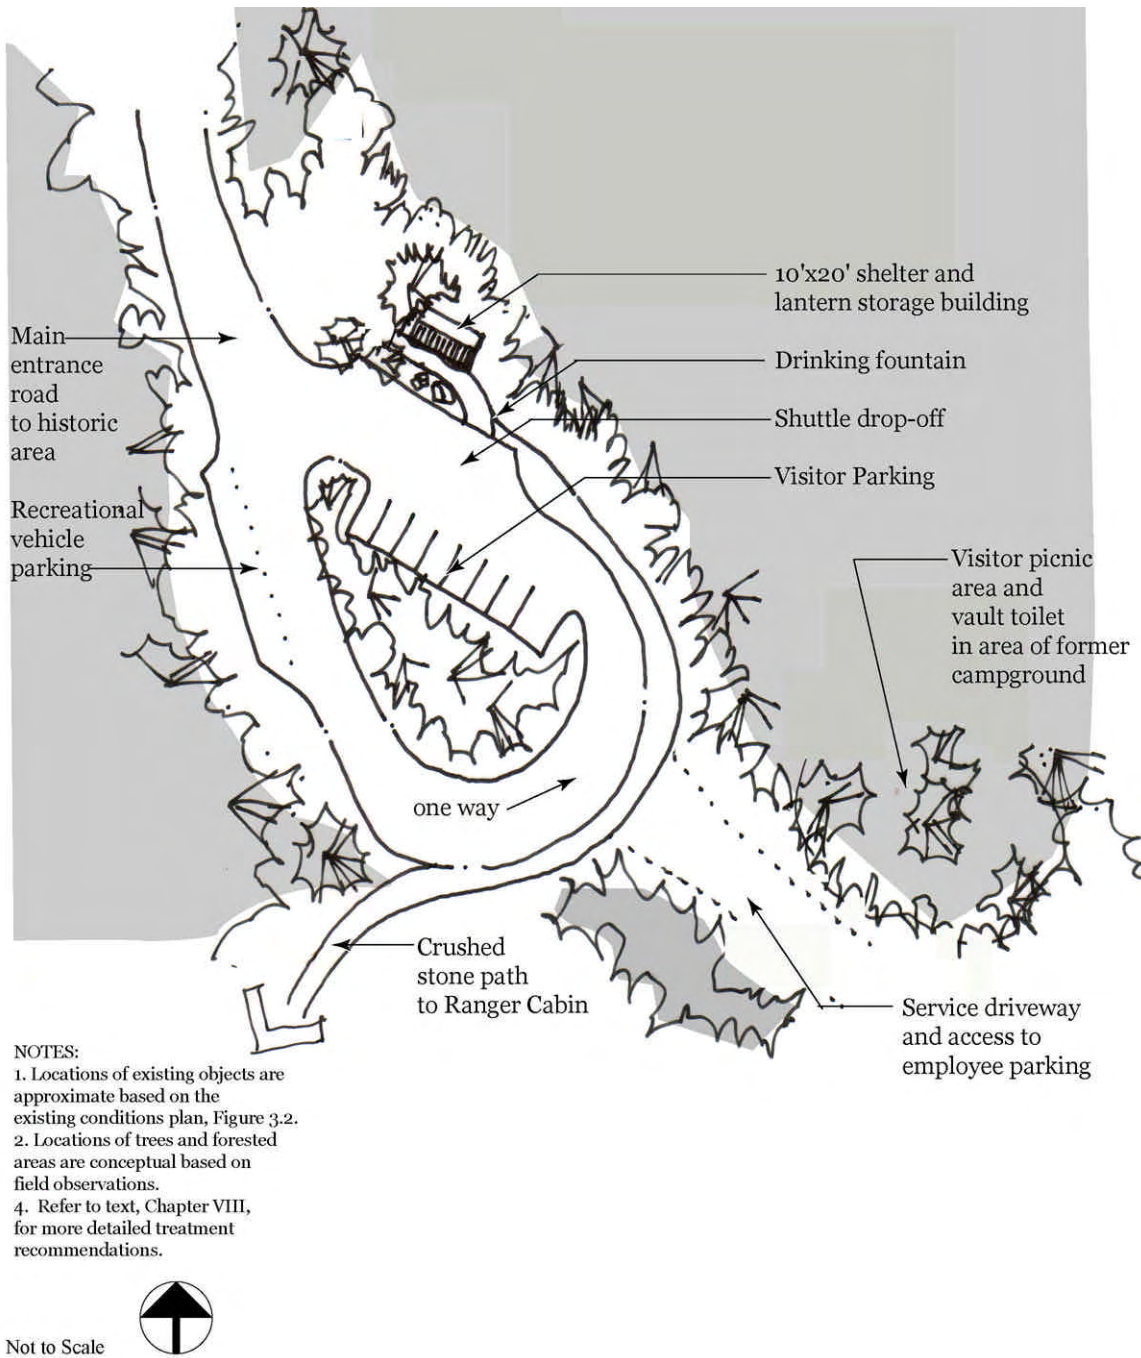 10'x20' shelter and
lantern storage building
Main
entrance
road
to historic
area
Drinking fountain
Shuttle drop-off
Visitor Parking
Recreational
vehicle
parking
Visitor picnic
area and
vault toilet
in area of former
campground
one way
Crushed
stone path
to Ranger Cabin
Service driveway
and access to
employee parking
NOTES:
1. Locations of existing objects are
approximate based on the
existing conditions plan, Figure 3.2.
2. Locations of trees and forested
areas are conceptual based on
field observations.
4. Refer to text, Chapter VIII,
for more detailed treatment
recommendations.
Not to Scale